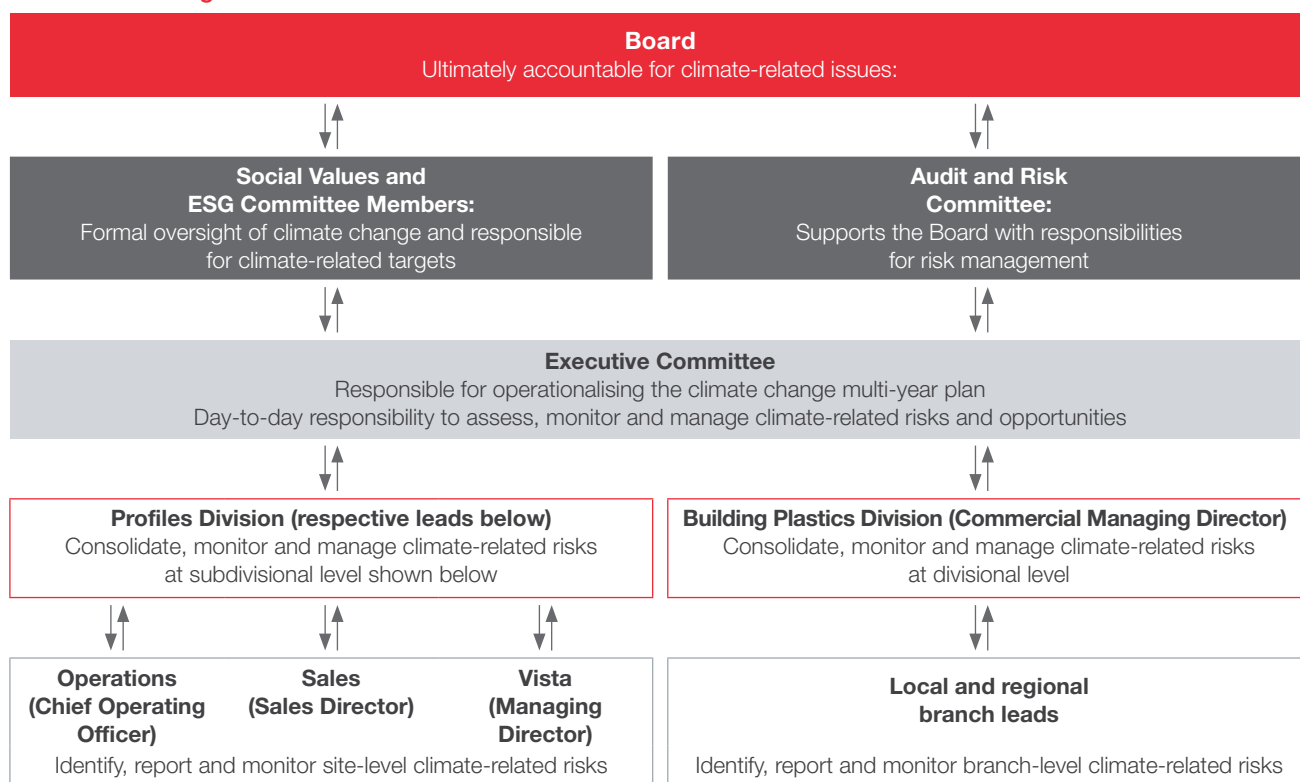 Board
Ultimately accountable for climate-related issues:
Social Values and
ESG Committee Members:
Formal oversight of climate change and responsible
for climate-related targets
Audit and Risk
Committee:
Supports the Board with responsibilities
for risk management
Executive Committee
Responsible for operationalising the climate change multi-year plan
Day-to-day responsibility to assess, monitor and manage climate-related risks and opportunities
Profiles Division (respective leads below)
Consolidate, monitor and manage climate-related risks
at subdivisional level shown below
Building Plastics Division (Commercial Managing Director)
Consolidate, monitor and manage climate-related risks
at divisional level
Operations
(Chief Operating
Officer)
Sales
(Sales Director)
Vista
(Managing
Director)
Identify, report and monitor site-level climate-related risks
Local and regional
branch leads
Identify, report and monitor branch-level climate-related risks